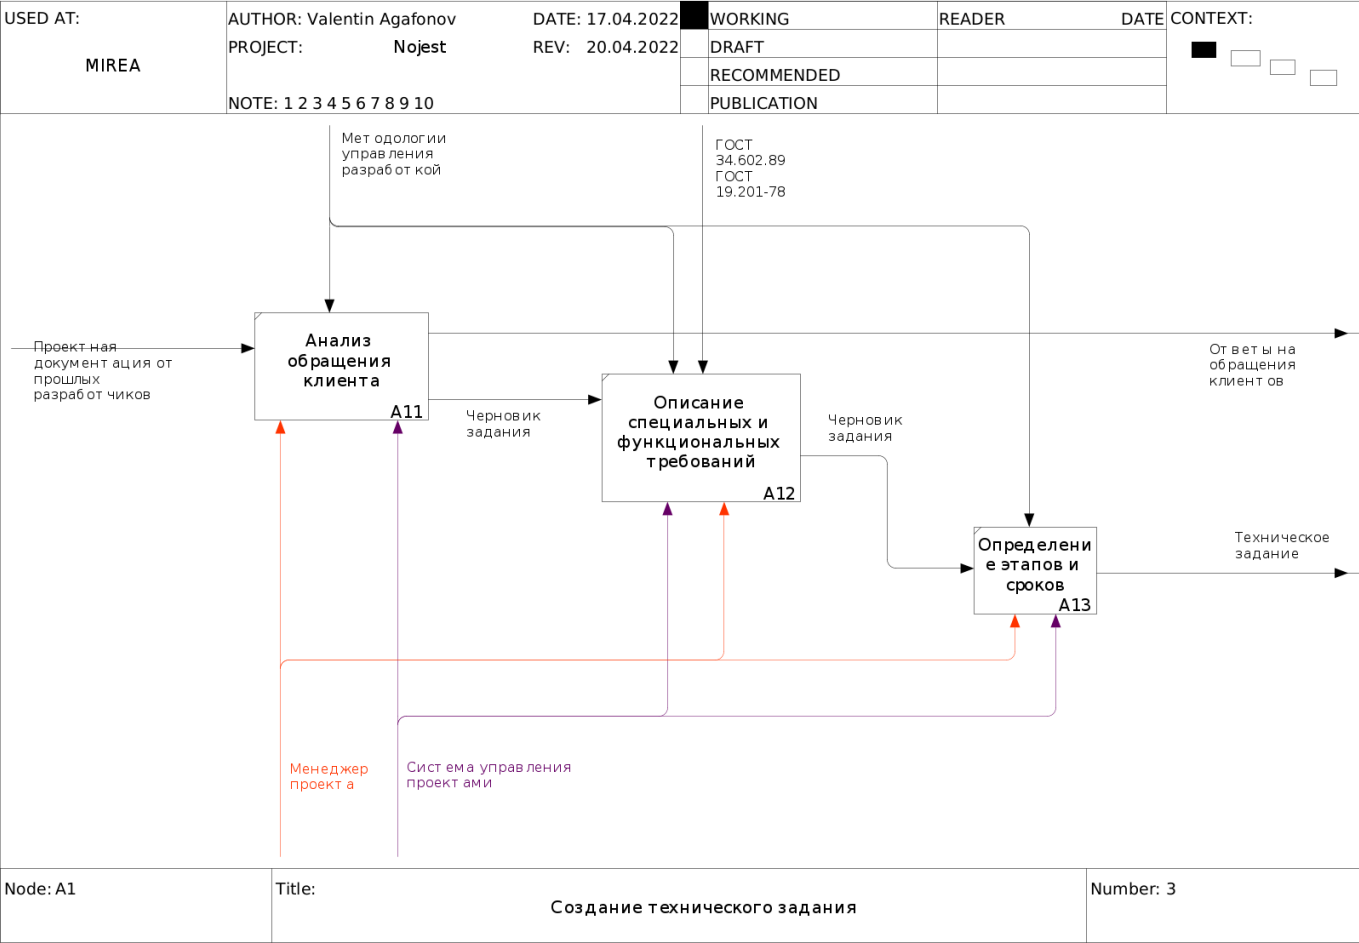 USED AT:
MIREA
AUTHOR: Valentin Agafonov
DATE: 17.04.2022
PROJECT: Nojest
REV: 20.04.2022
NOTE: 1 2 3 4 5 6 7 8 9 10
WORKING
DRAFT
RECOMMENDED
PUBLICATION
READER
DATE
CONTEXT:
Методологии
управления
разработкой
ГОСТ
34.602.89
ГОСТ
19.201-78
Проектная
документация от
прошлых
разработчиков
Анализ
обращения
клиента
A11
Ответы на
обращения
клиентов
Черновик
задания
Описание
специальных и
функциональных
требований
A12
Черновик
задания
Определени
е этапов и
сроков
A13
Техническое
задание
Менеджер
проекта
Система управления
проектами
Node: A1
Title:
Создание технического задания
Number: 3